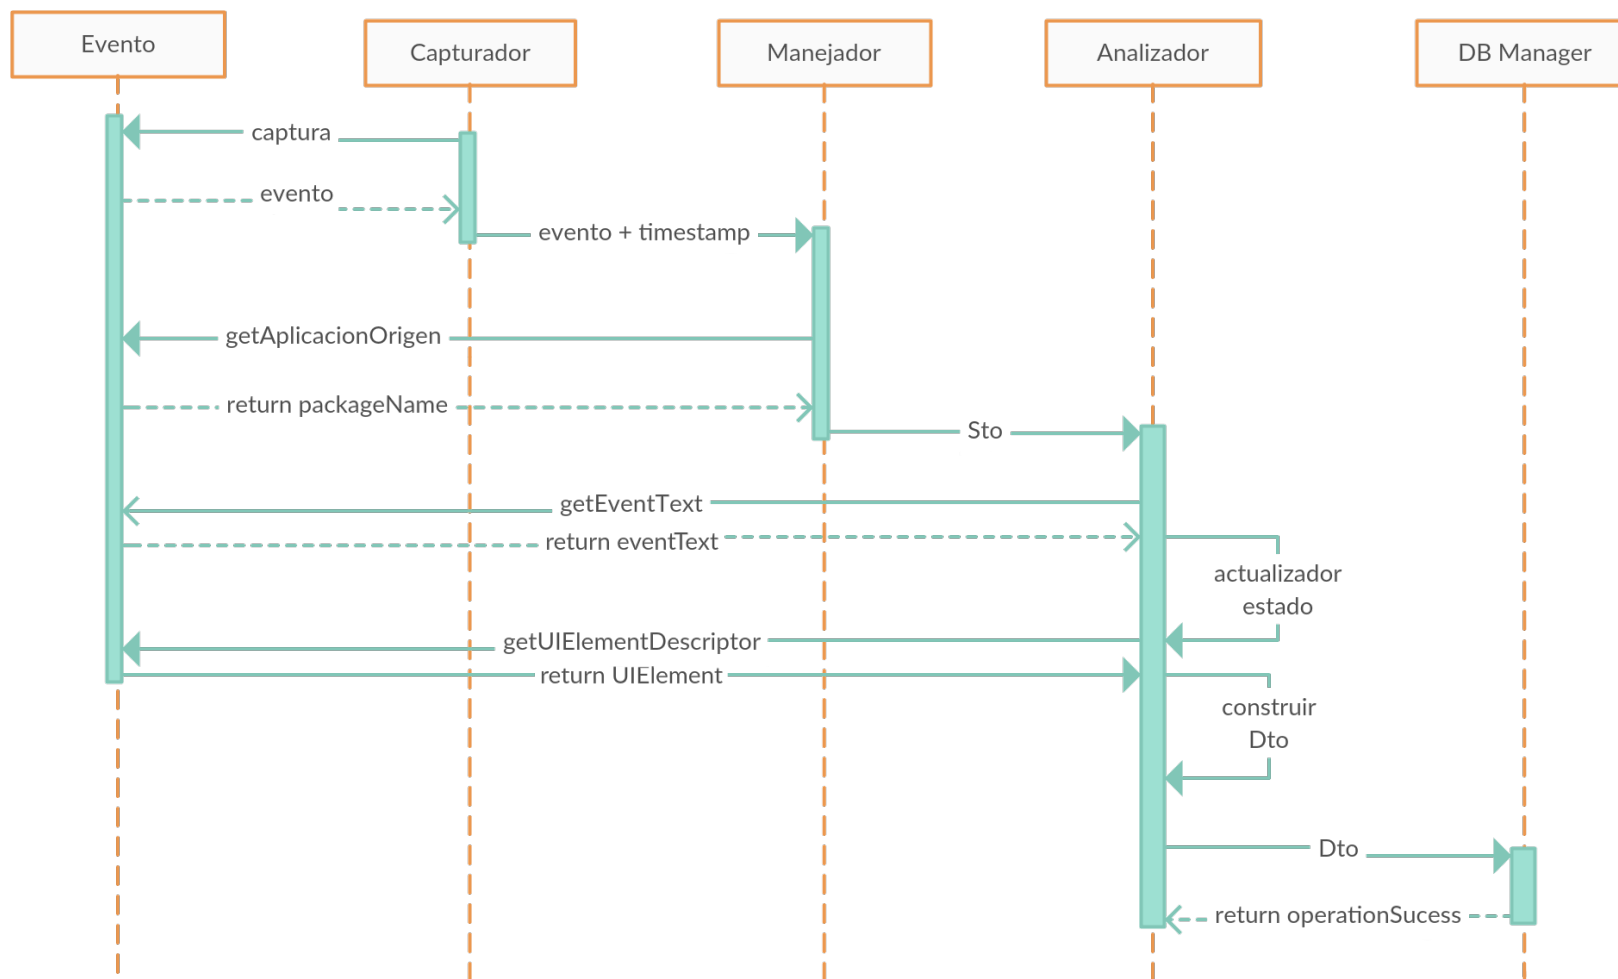 Evento
Capturador
Manejador
Analizador
DB Manager
captura
evento
evento + timestamp
getAplicacionOrigen
return packageName
Sto
getEventText
return eventText
actualizador
estado
getUIElementDescriptor
return UIElement
construir
Dto
Dto
return operationSucess